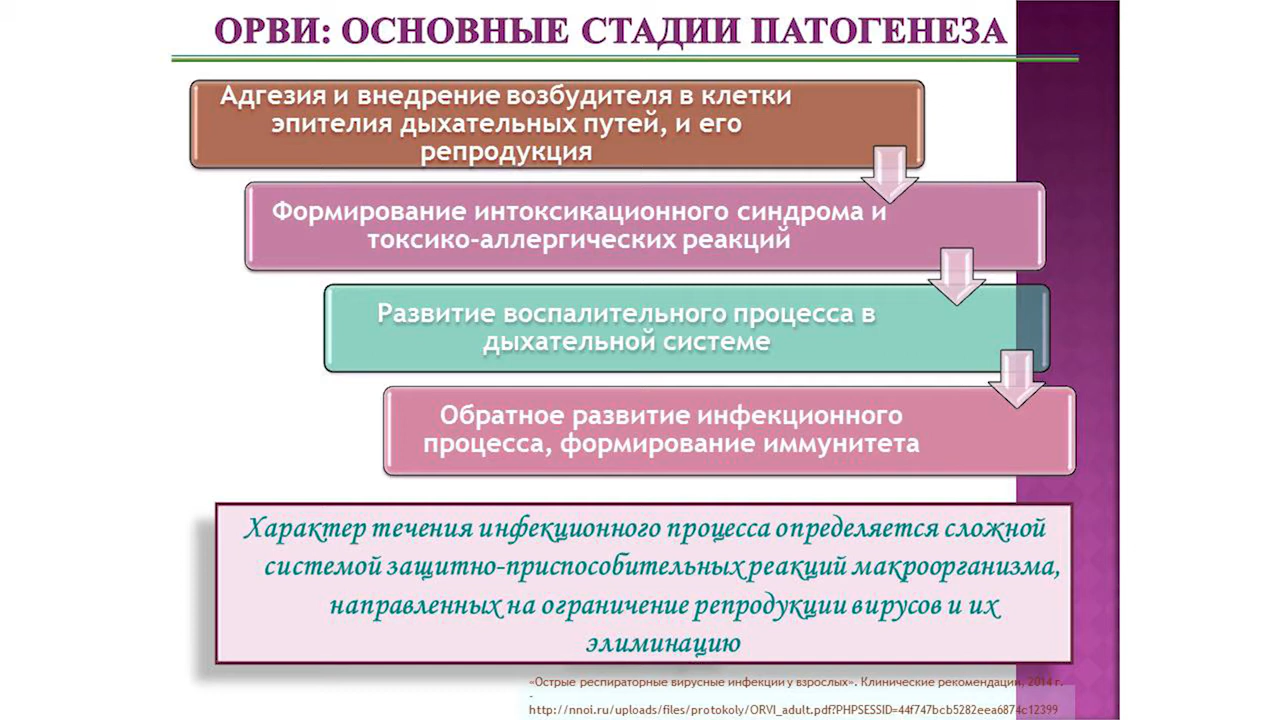 ОРВИ: ОСНОВНЫЕ СТАДИИ ПАТОГЕНЕЗА
Адгезия и внедрение возбудителя в клетки
эпителия дыхательных путей, и его
репродукция
Формирование интоксикационного синдрома и
токсико-аллергических реакций
Развитие воспалительного процесса в
дыхательной системе
Обратное развитие инфекционного
процесса, формирование иммунитета
Характер течения инфекционного процесса определяется сложной
системой защитно-приспособительных реакций макроорганизма,
направленных на ограничение репродукции вирусов и их
элиминацию
«Острые респираторные вирусные инфекции у взрослых». Клинические рекомендации, 2014 г.
-
http://nnoi.ru/uploads/files/protokoly/ORVI_adult.pdf?PHPSESSID=44f747bcb5282eea6874c12399